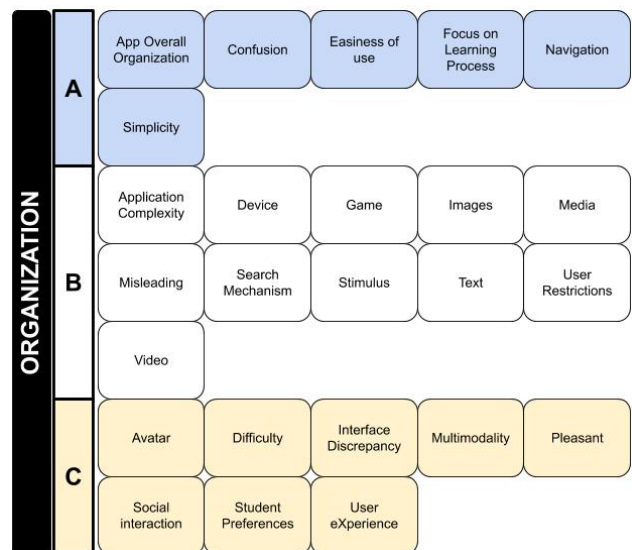 ORGANIZATION
A
App Overall
Organization
Confusion
Easiness of
use
Focus on
Learning
Process
Navigation
Simplicity
B
Application
Complexity
Device
Game
Images
Media
Misleading
Search
Mechanism
Stimulus
Text
User
Restrictions
Video
C
Avatar
Difficulty
Interface
Discrepancy
Multimodality
Pleasant
Social
interaction
Student
Preferences
User
eXperience